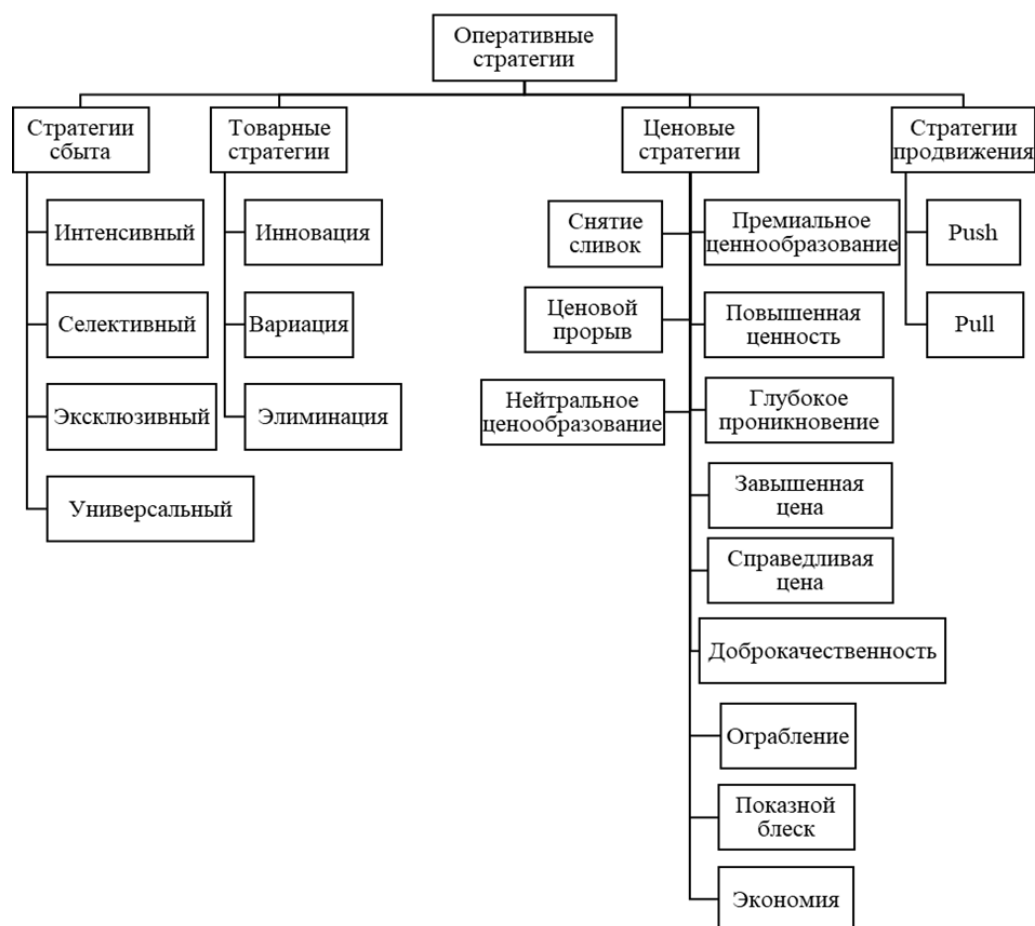 Оперативные
стратегии
Стратегии
сбыта
Интенсивный
Селективный
Эксклюзивный
Универсальный
Товарные
стратегии
Инновация
Вариация
Элиминация
Ценовые
стратегии
Снятие
сливок
Ценовой
прорыв
Нейтральное
ценообразование
Премиальное
ценнообразование
Повышенная
ценность
Глубокое
проникновение
Завышенная
цена
Справедливая
цена
Доброкачественность
Ограбление
Показной
блеск
Экономия
Стратегии
продвижения
Push
Pull